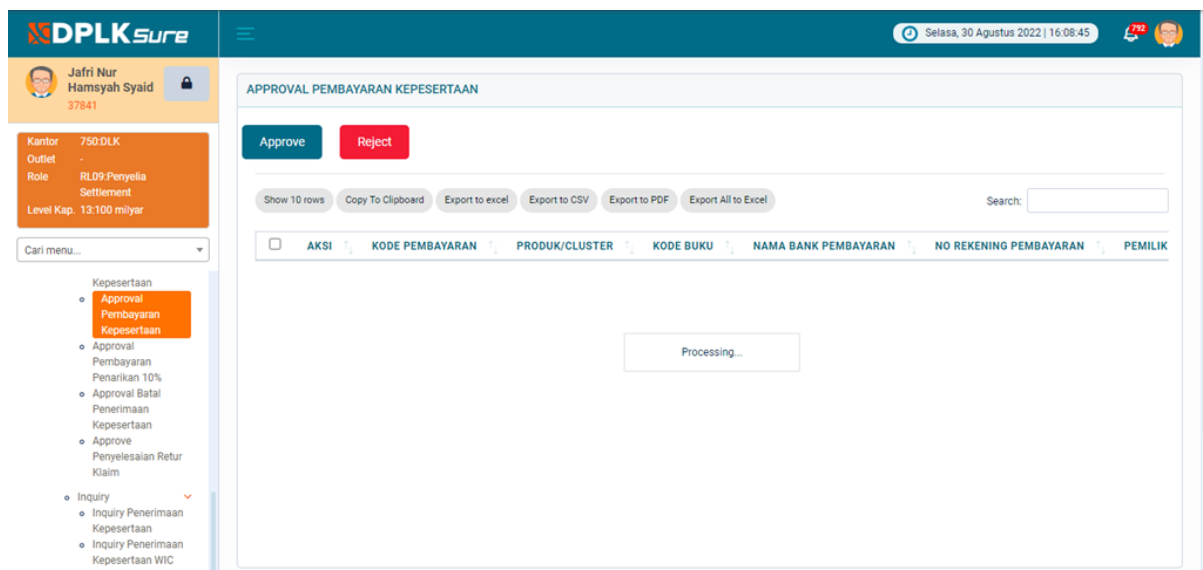 DPLKsure
Selasa, 30 Agustus 2022 | 16:08:45
792
Jafri Nur
Hamsyah Syaid
37841
Kantor 750:DLK
Outlet -
Role RL09:Penyelia
Settlement
Level Kap. 13:100 milyar
Cari menu...
Kepesertaan
Approval
Pembayaran
Kepesertaan
Approval
Pembayaran
Penarikan 10%
Approval Batal
Penerimaan
Kepesertaan
Approve
Penyelesaian Retur
Klaim
Inquiry
Inquiry Penerimaan
Kepesertaan
Inquiry Penerimaan
Kepesertaan WIC
APPROVAL PEMBAYARAN KEPESERTAAN
Approve Reject
Show 10 rows Copy To Clipboard Export to excel Export to CSV Export to PDF Export All to Excel Search:
AKSI KODE PEMBAYARAN PRODUK/CLUSTER KODE BUKU NAMA BANK PEMBAYARAN NO REKENING PEMBAYARAN PEMILIK
Processing...